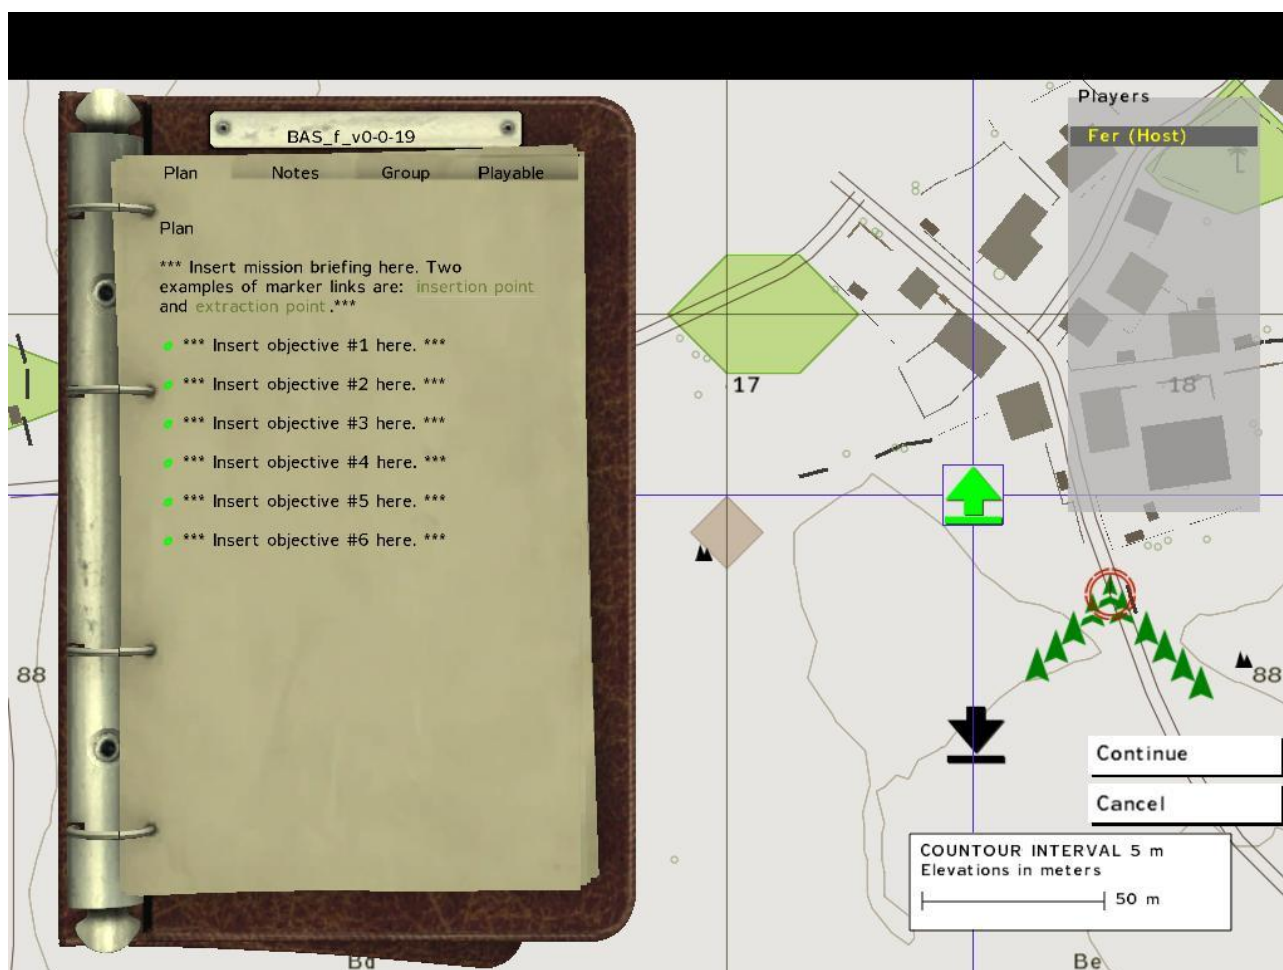 BAS_f_v0-0-19
Plan Notes Group Playable
Plan
*** Insert mission briefing here. Two
examples of marker links are: insertion point
and extraction point.***
*** Insert objective #1 here. ***
*** Insert objective #2 here. ***
*** Insert objective #3 here. ***
*** Insert objective #4 here. ***
*** Insert objective #5 here. ***
*** Insert objective #6 here. ***
Players
Fer (Host)
17
18
88
88
Continue
Cancel
COUNTOUR INTERVAL 5 m
Elevations in meters
50 m
Bd
Be